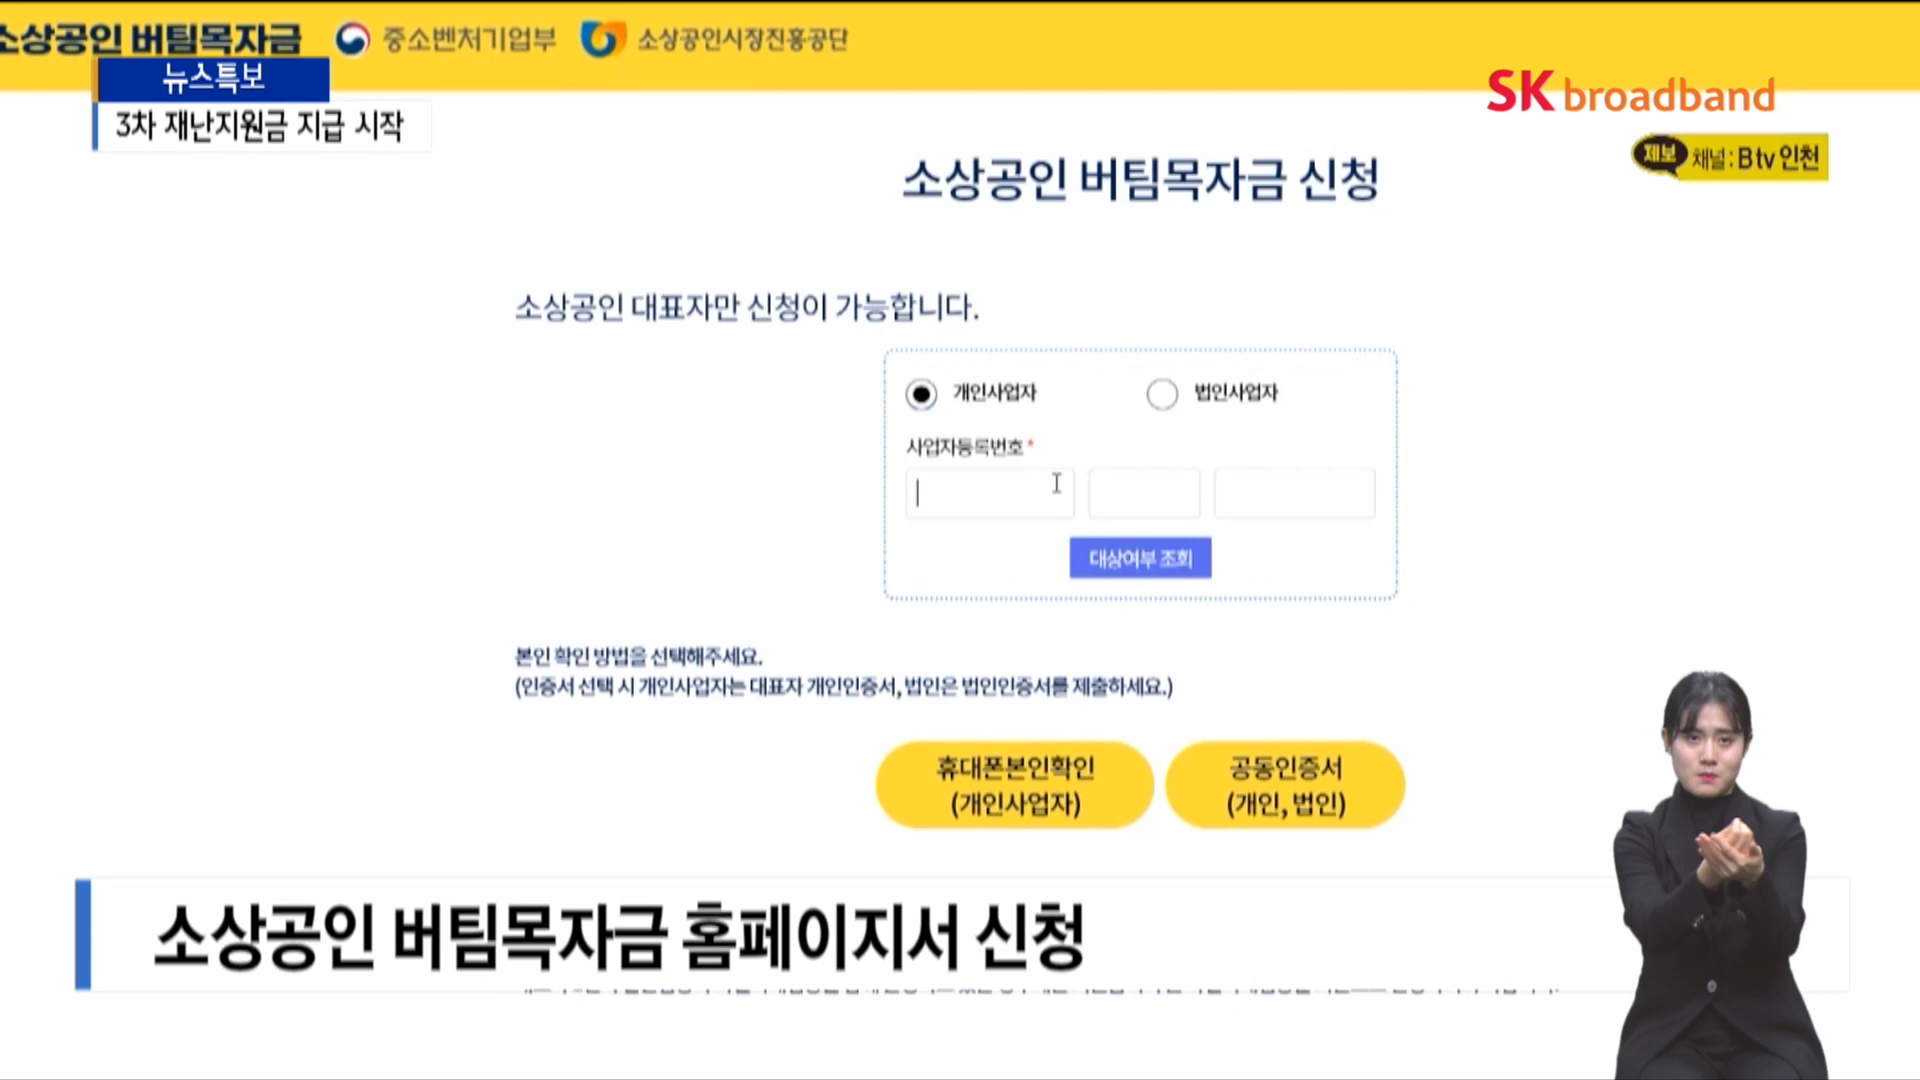 소상공인 버팀목자금 중소벤처기업부 소상공인시장진흥공단
뉴스특보
3차 재난지원금 지급 시작
SK broadband
제보 채널 : B tv 인천
소상공인 버팀목자금 신청
소상공인 대표자만 신청이 가능합니다.
개인사업자 법인사업자
사업자등록번호 *
대상여부 조회
본인 확인 방법을 선택해주세요.
(인증서 선택 시 개인사업자는 대표자 개인인증서, 법인은 법인인증서를 제출하세요.)
휴대폰본인확인
(개인사업자)
공동인증서
(개인, 법인)
소상공인 버팀목자금 홈페이지서 신청